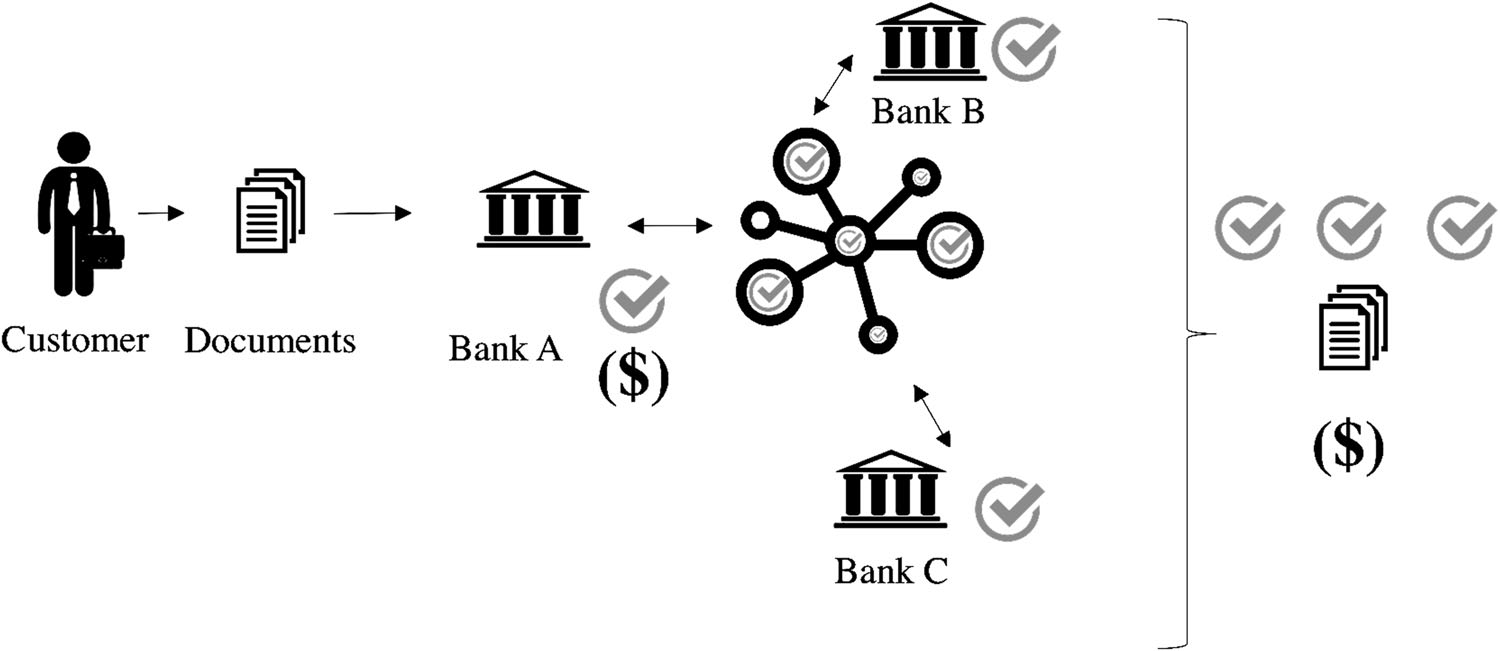 Bank B
Customer
Documents
Bank A
($)
($)
Bank C